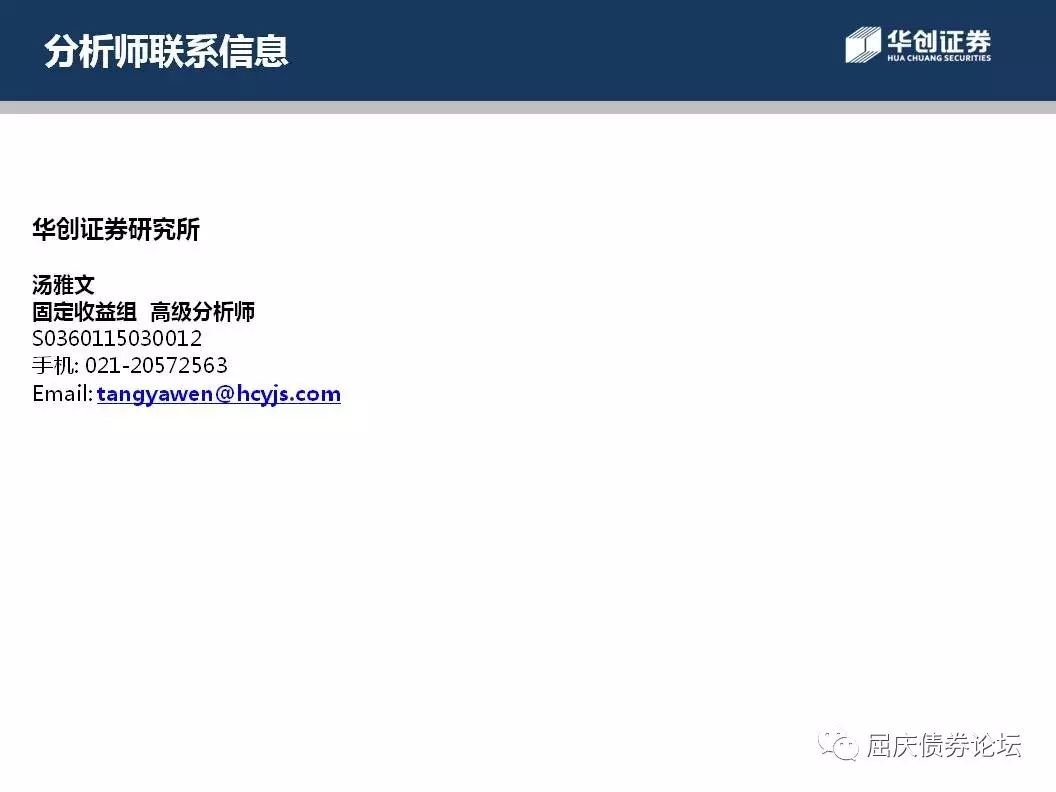 分析师联系信息
华创证券
HUA CHUANG SECURITIES
华创证券研究所
汤雅文
固定收益组 高级分析师
S0360115030012
手机: 021-20572563
Email: tangyawen@hcyjs.com
屈庆债券论坛